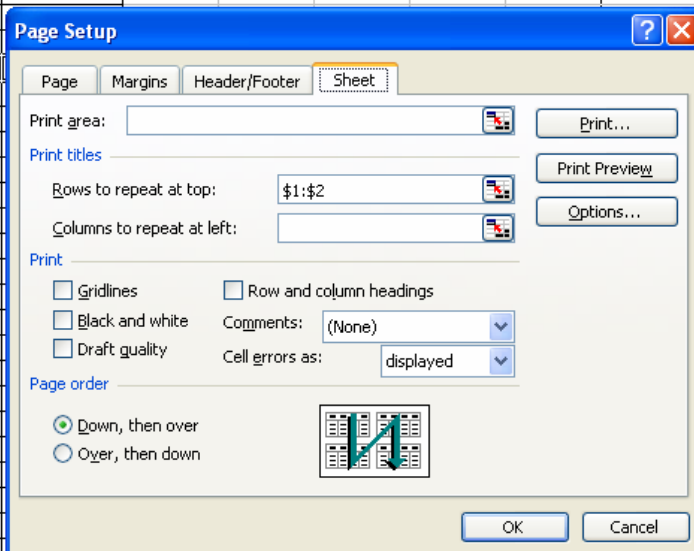 Page Setup
Page Margins Header/Footer Sheet
Print area:
Print...
Print titles
Print Preview
Rows to repeat at top: $1:$2
Options...
Columns to repeat at left:
Print
Gridlines Row and column headings
Black and white Comments: (None)
Draft quality Cell errors as: displayed
Page order
Down, then over
Over, then down
OK Cancel